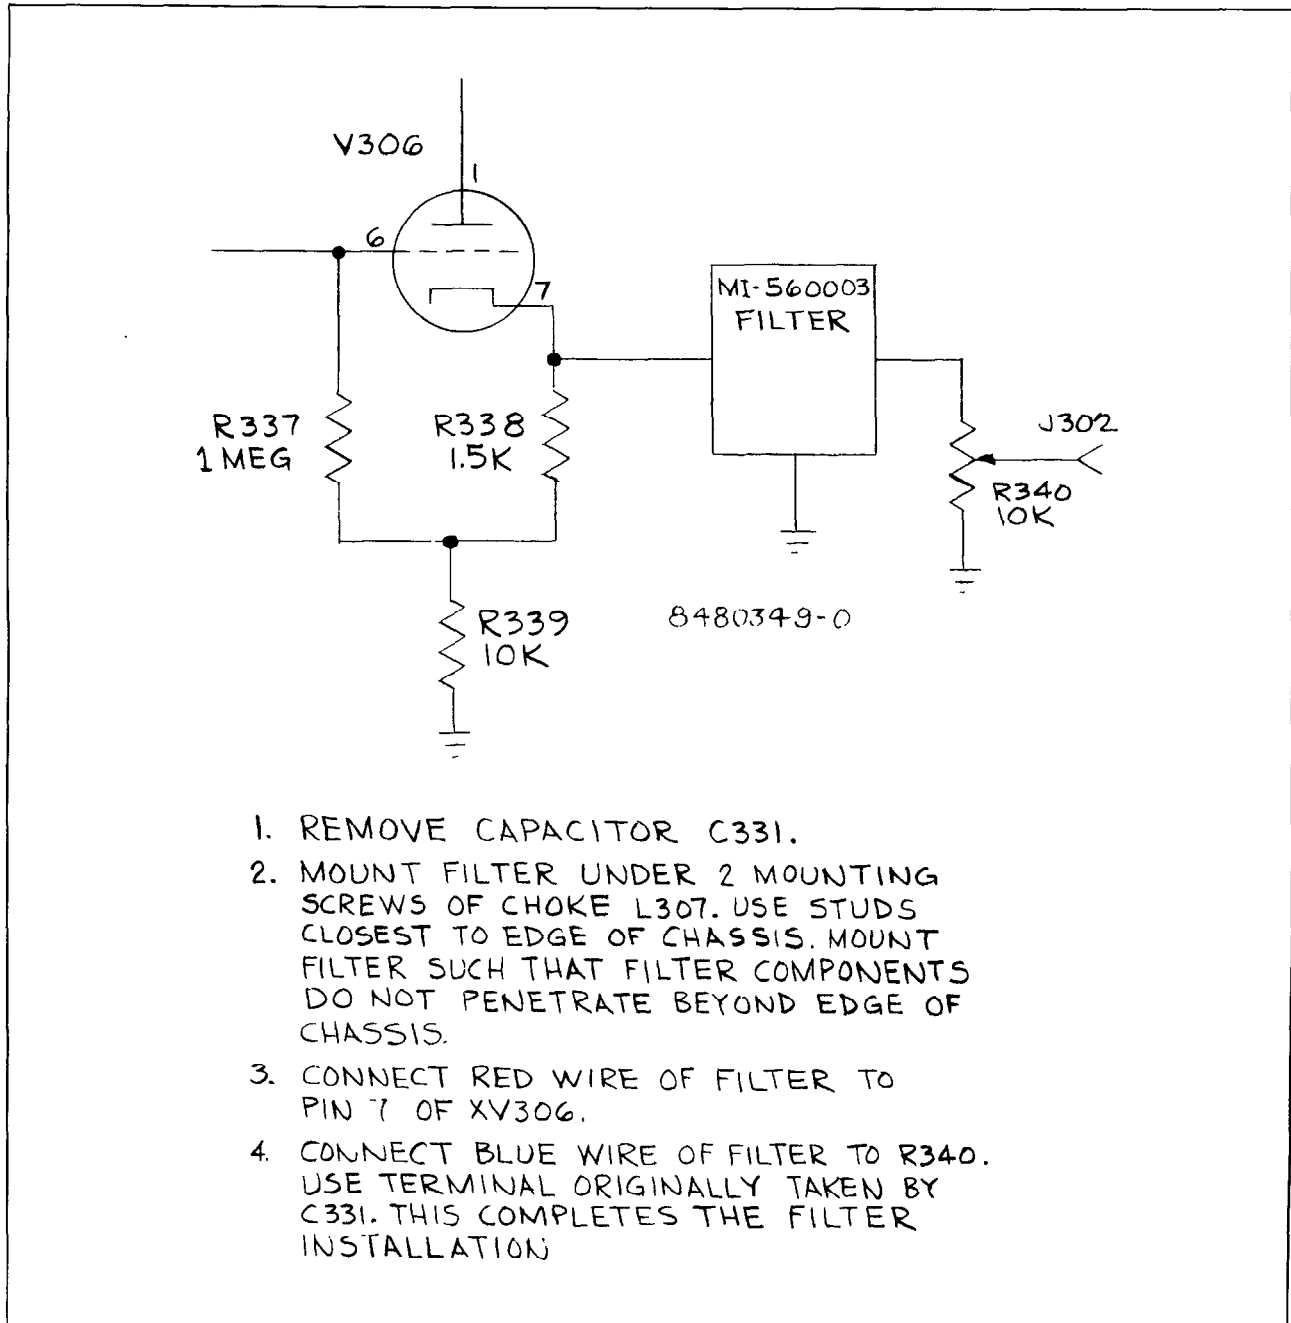 V306
1
6
7
MI-560003
FILTER
R337
1 MEG
R338
1.5K
J302
R340
10K
R339
10K
8480349-0
1. REMOVE CAPACITOR C331.
2. MOUNT FILTER UNDER 2 MOUNTING
SCREWS OF CHOKE L307. USE STUDS
CLOSEST TO EDGE OF CHASSIS. MOUNT
FILTER SUCH THAT FILTER COMPONENTS
DO NOT PENETRATE BEYOND EDGE OF
CHASSIS.
3. CONNECT RED WIRE OF FILTER TO
PIN 7 OF XV306.
4. CONNECT BLUE WIRE OF FILTER TO R340.
USE TERMINAL ORIGINALLY TAKEN BY
C331. THIS COMPLETES THE FILTER
INSTALLATION